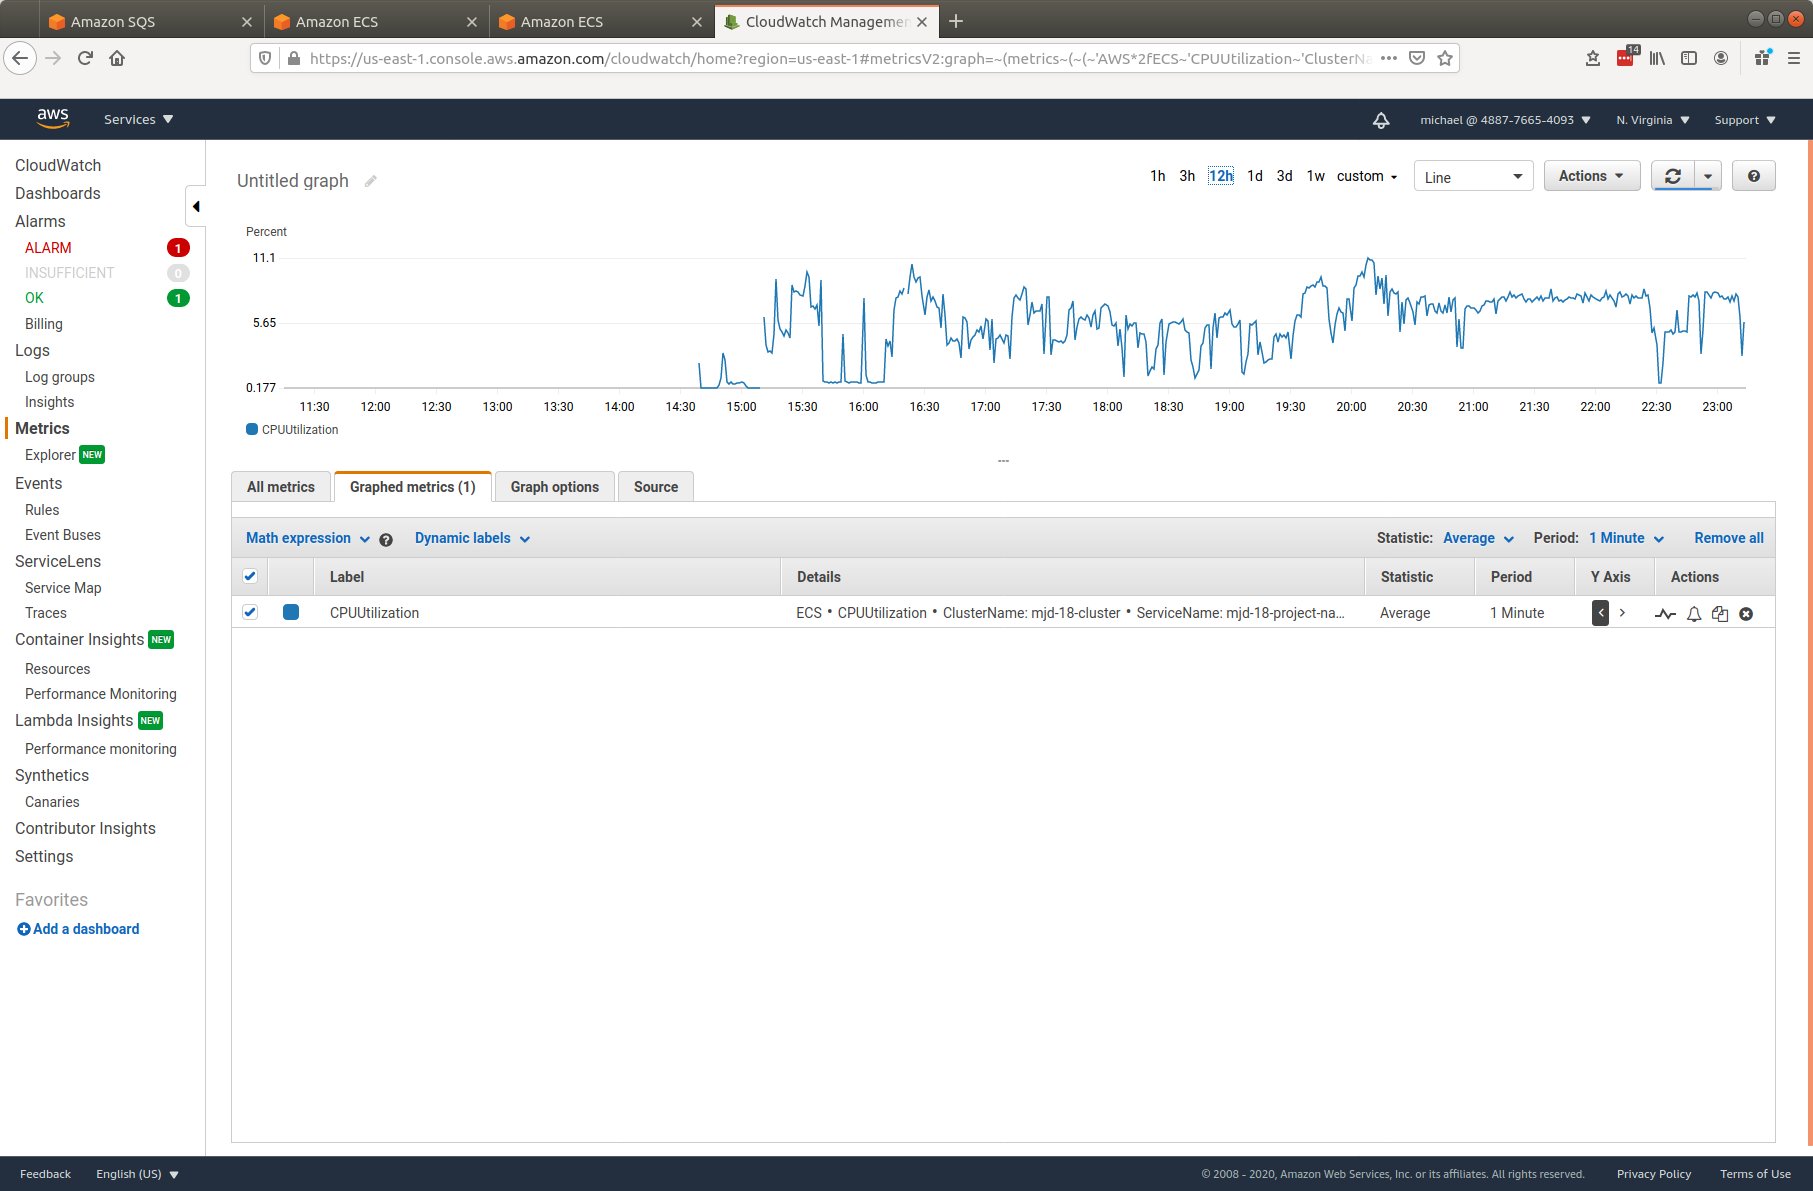 Amazon SQS
Amazon ECS
Amazon ECS
CloudWatch Manageme
https://us-east-1.console.aws.amazon.com/cloudwatch/home?region=us-east-1#metricsV2:graph=~(metrics~(~(~'AWS*2fECS~'CPUUtilization~'ClusterNa
14
aws
Services
michael @ 4887-7665-4093
N. Virginia
Support
CloudWatch
Dashboards
Alarms
ALARM 1
INSUFFICIENT 0
OK 1
Billing
Logs
Log groups
Insights
Metrics
Explorer NEW
Events
Rules
Event Buses
ServiceLens
Service Map
Traces
Container Insights NEW
Resources
Performance Monitoring
Lambda Insights NEW
Performance monitoring
Synthetics
Canaries
Contributor Insights
Settings
Favorites
Add a dashboard
Untitled graph
1h 3h 12h 1d 3d 1w custom
Line
Actions
Percent
11.1
5.65
0.177
11:30 12:00 12:30 13:00 13:30 14:00 14:30 15:00 15:30 16:00 16:30 17:00 17:30 18:00 18:30 19:00 19:30 20:00 20:30 21:00 21:30 22:00 22:30 23:00
CPUUtilization
All metrics
Graphed metrics (1)
Graph options
Source
Math expression
Dynamic labels
Statistic: Average
Period: 1 Minute
Remove all
Label Details Statistic Period Y Axis Actions
CPUUtilization ECS • CPUUtilization • ClusterName: mjd-18-cluster • ServiceName: mjd-18-project-na... Average 1 Minute
Feedback
English (US)
© 2008 - 2020, Amazon Web Services, Inc. or its affiliates. All rights reserved.
Privacy Policy
Terms of Use